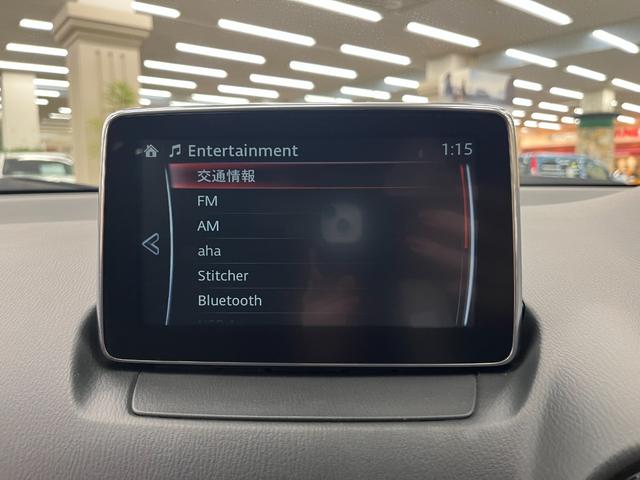 Entertainment 1:15
交通情報
FM
AM
aha
Stitcher
Bluetooth